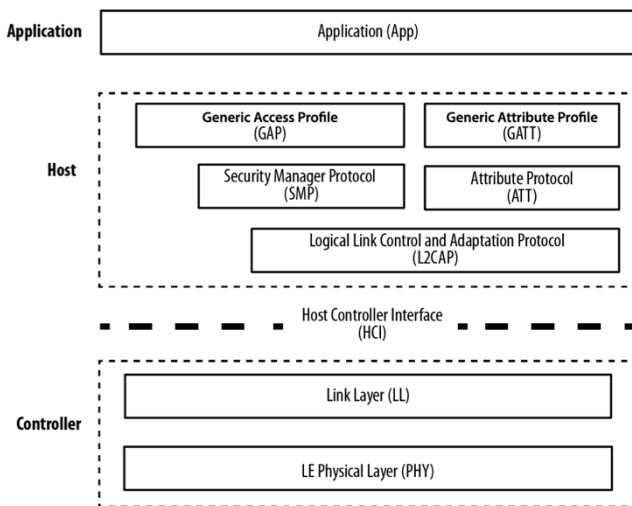 Application
Application (App)
Generic Access Profile
(GAP)
Generic Attribute Profile
(GATT)
Host
Security Manager Protocol
(SMP)
Attribute Protocol
(ATT)
Logical Link Control and Adaptation Protocol
(L2CAP)
Host Controller Interface
(HCI)
Link Layer (LL)
Controller
LE Physical Layer (PHY)